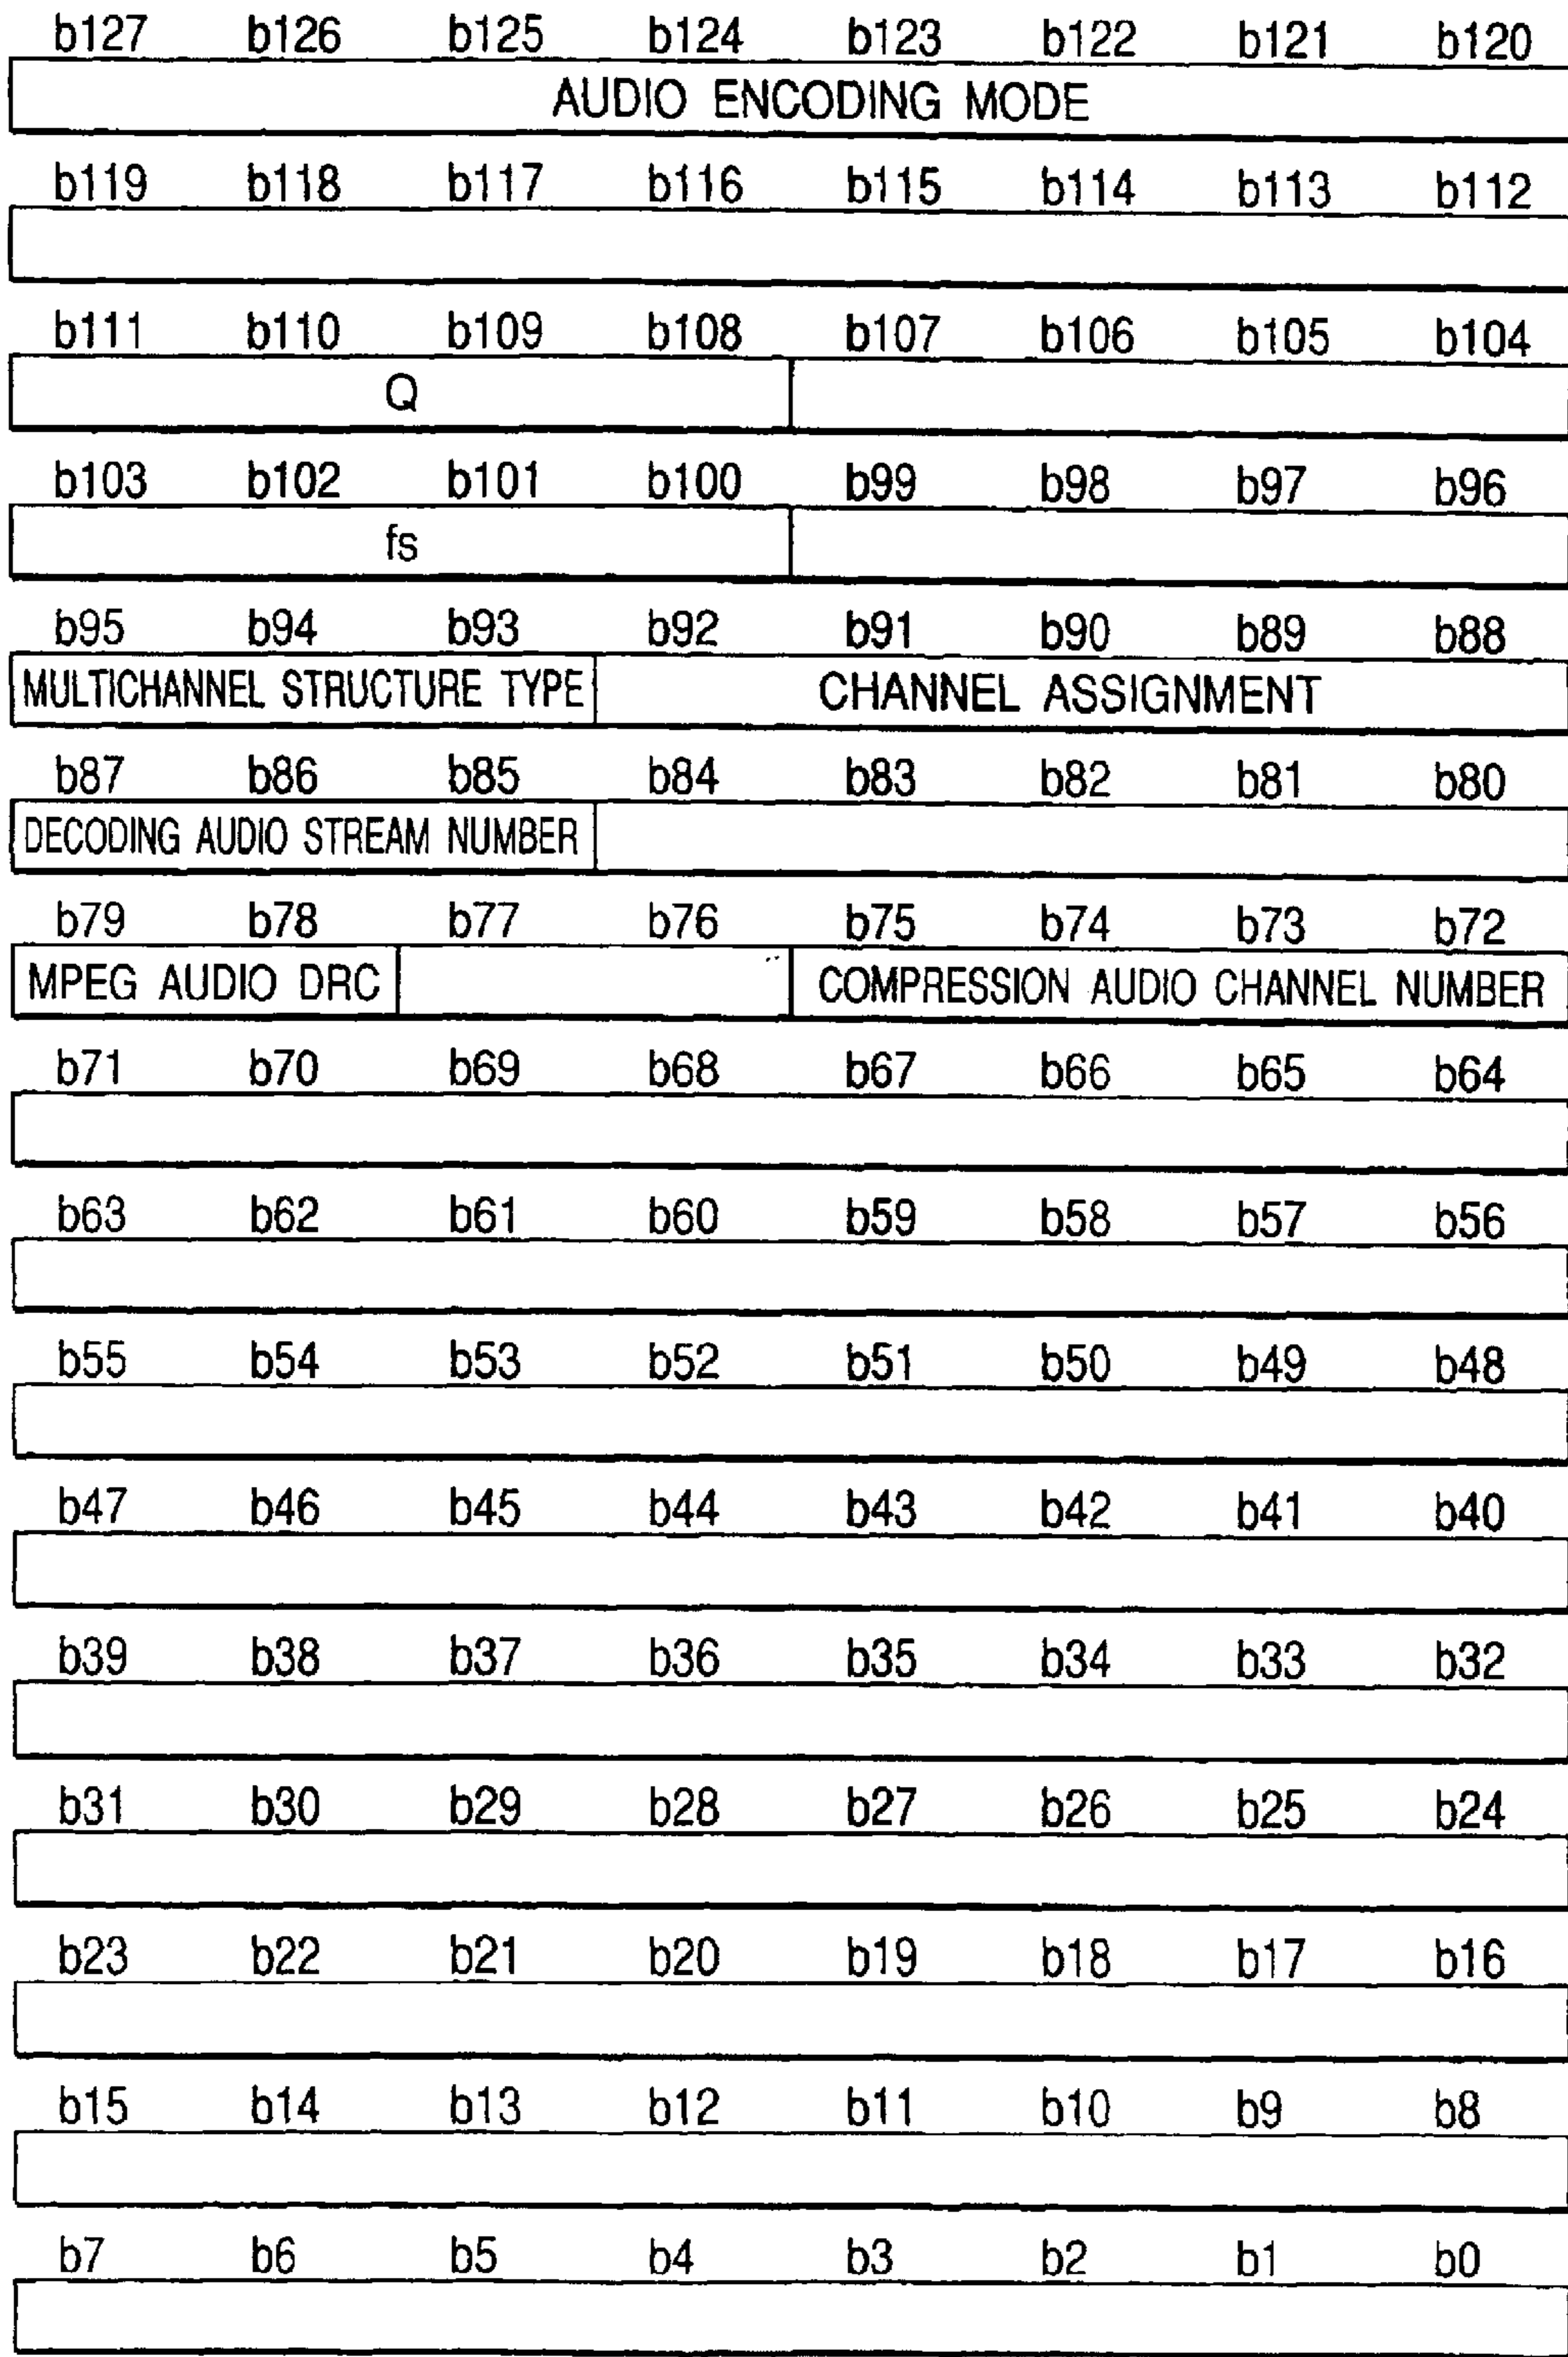 b127 b126 b125 b124 b123 b122 b121 b120
AUDIO ENCODING MODE
b119 b118 b117 b116 b115 b114 b113 b112
b111 b110 b109 b108 b107 b106 b105 b104
Q
b103 b102 b101 b100 b99 b98 b97 b96
fs
b95 b94 b93 b92 b91 b90 b89 b88
MULTICHANNEL STRUCTURE TYPE CHANNEL ASSIGNMENT
b87 b86 b85 b84 b83 b82 b81 b80
DECODING AUDIO STREAM NUMBER
b79 b78 b77 b76 b75 b74 b73 b72
MPEG AUDIO DRC COMPRESSION AUDIO CHANNEL NUMBER
b71 b70 b69 b68 b67 b66 b65 b64
b63 b62 b61 b60 b59 b58 b57 b56
b55 b54 b53 b52 b51 b50 b49 b48
b47 b46 b45 b44 b43 b42 b41 b40
b39 b38 b37 b36 b35 b34 b33 b32
b31 b30 b29 b28 b27 b26 b25 b24
b23 b22 b21 b20 b19 b18 b17 b16
b15 b14 b13 b12 b11 b10 b9 b8
b7 b6 b5 b4 b3 b2 b1 b0